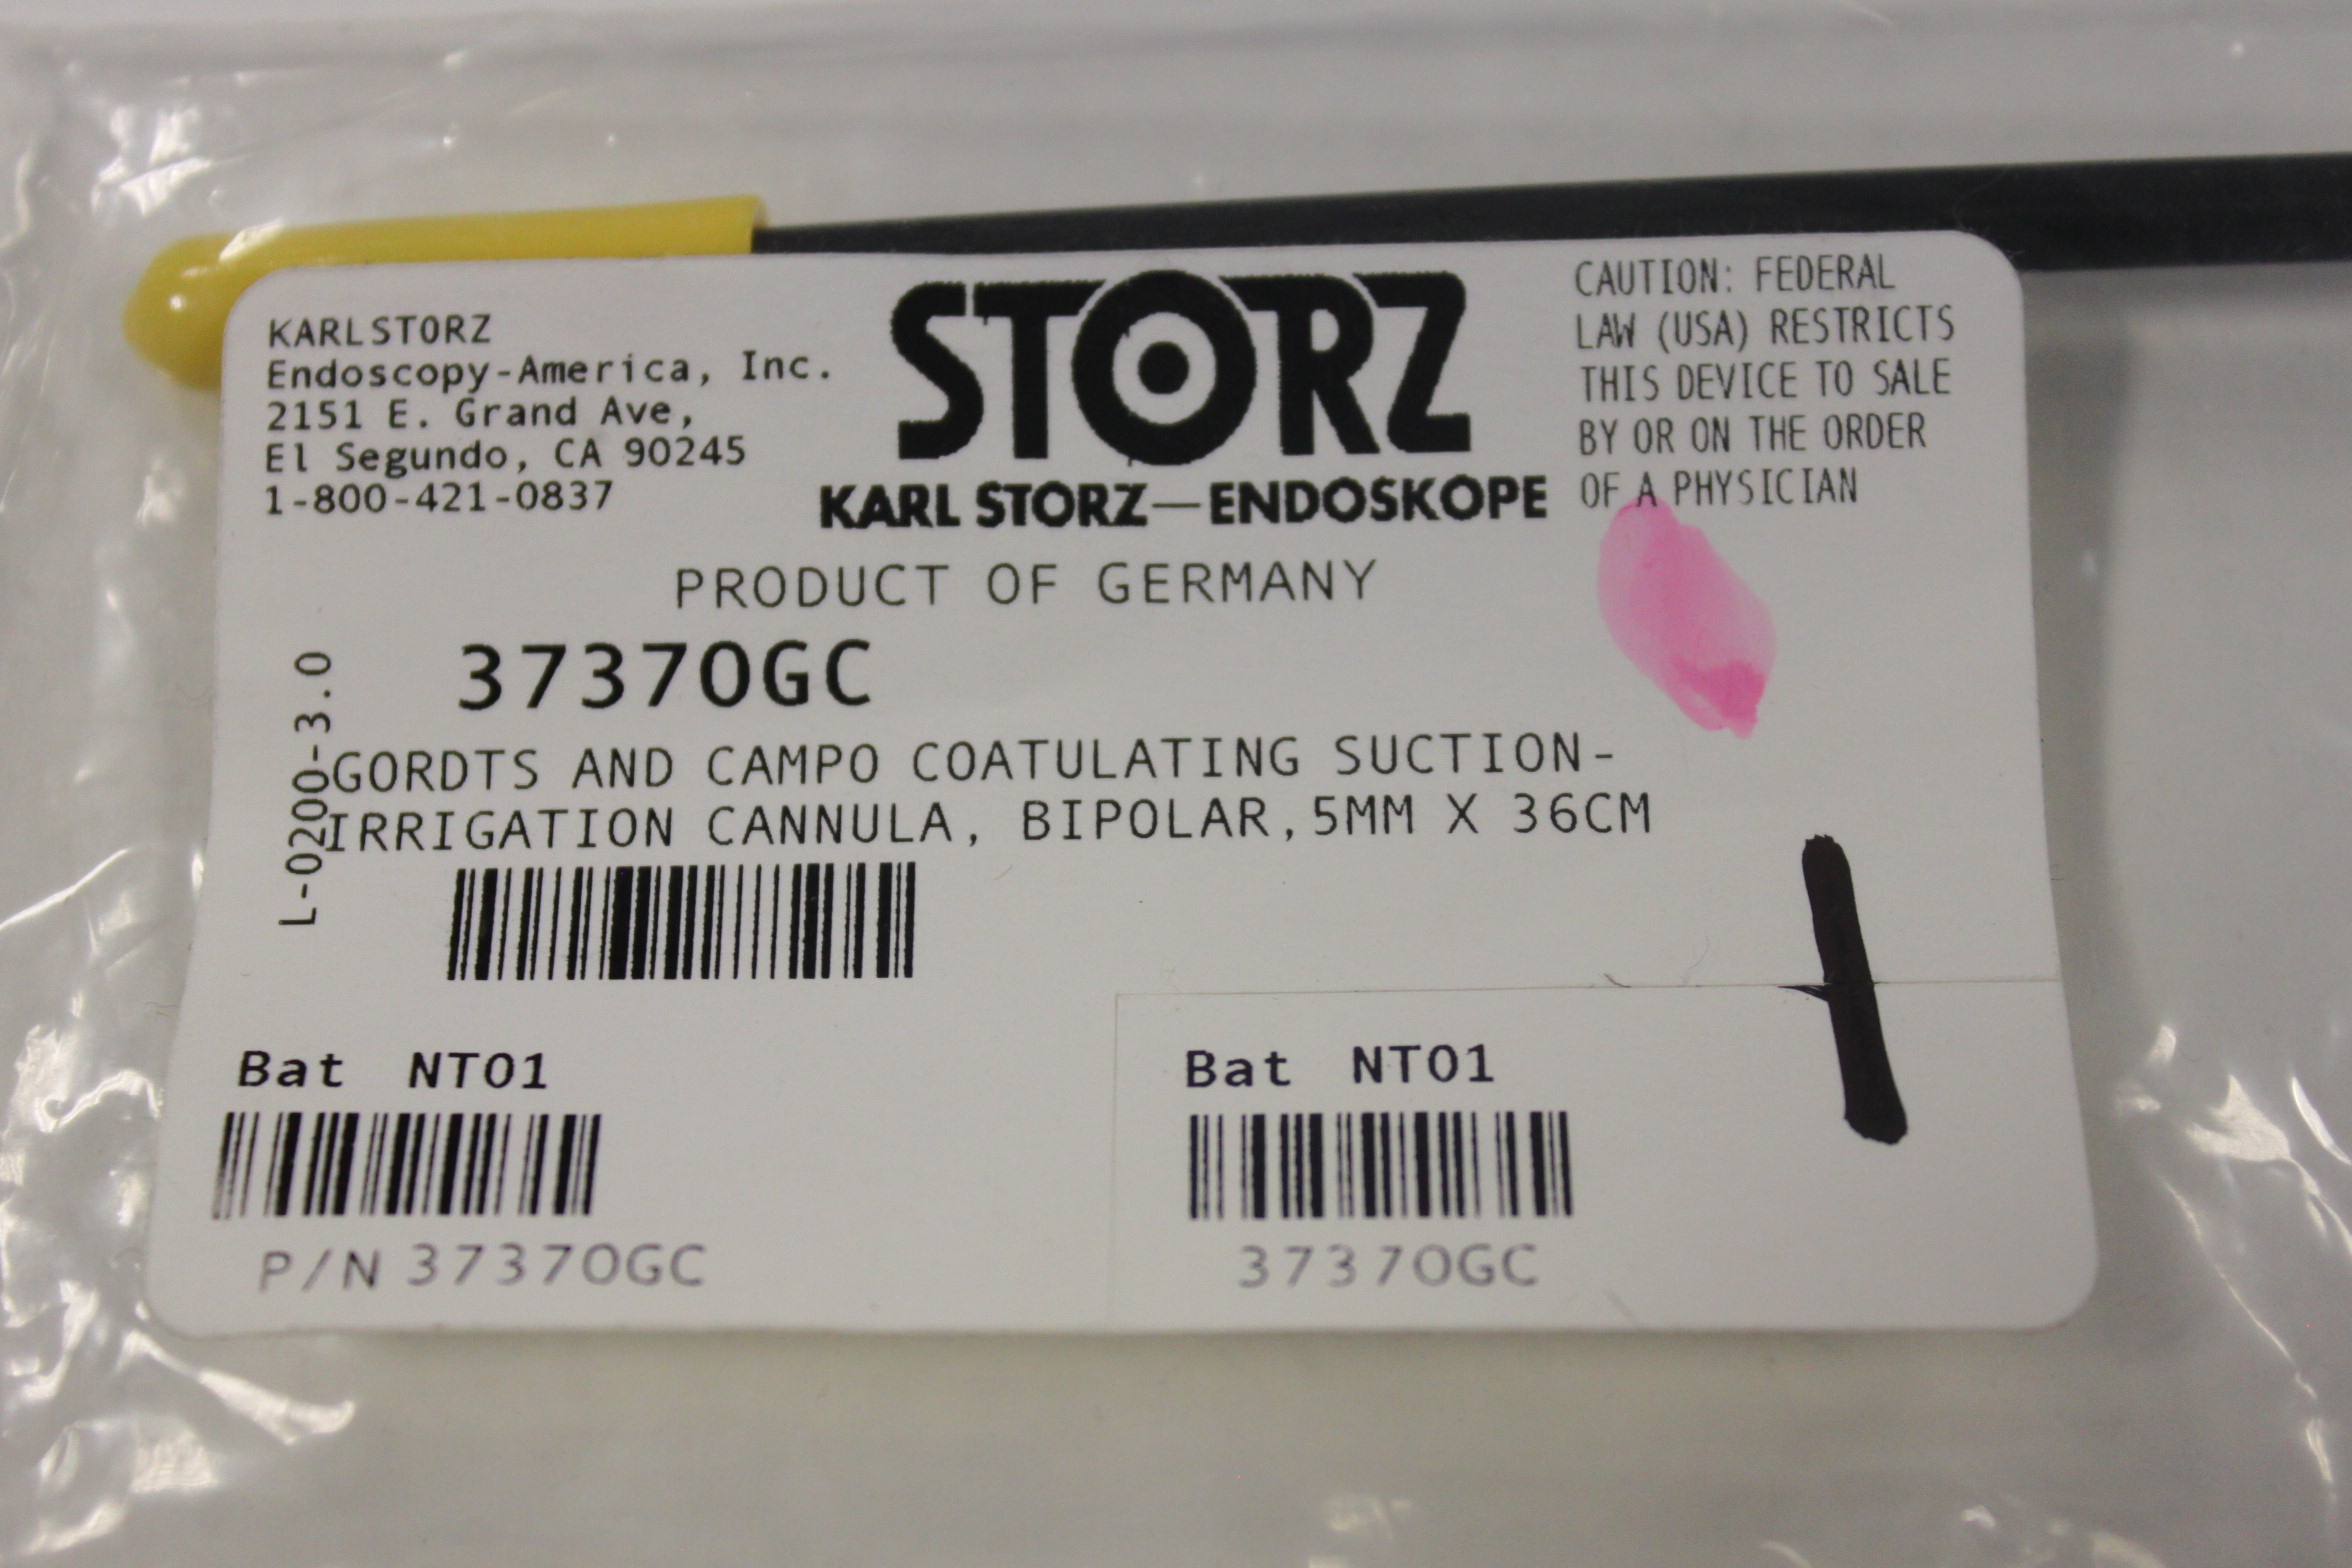 KARL STORZ
Endoscopy-America, Inc.
2151 E. Grand Ave,
El Segundo, CA 90245
1-800-421-0837
STORZ
KARL STORZ—ENDOSKOPE
CAUTION: FEDERAL
LAW (USA) RESTRICTS
THIS DEVICE TO SALE
BY OR ON THE ORDER
OF A PHYSICIAN
PRODUCT OF GERMANY
37370GC
L-0200-3.0
GORDTS AND CAMPO COATULATING SUCTION-
IRRIGATION CANNULA, BIPOLAR,5MM X 36CM
Bat NT01
P/N 37370GC
Bat NT01
37370GC